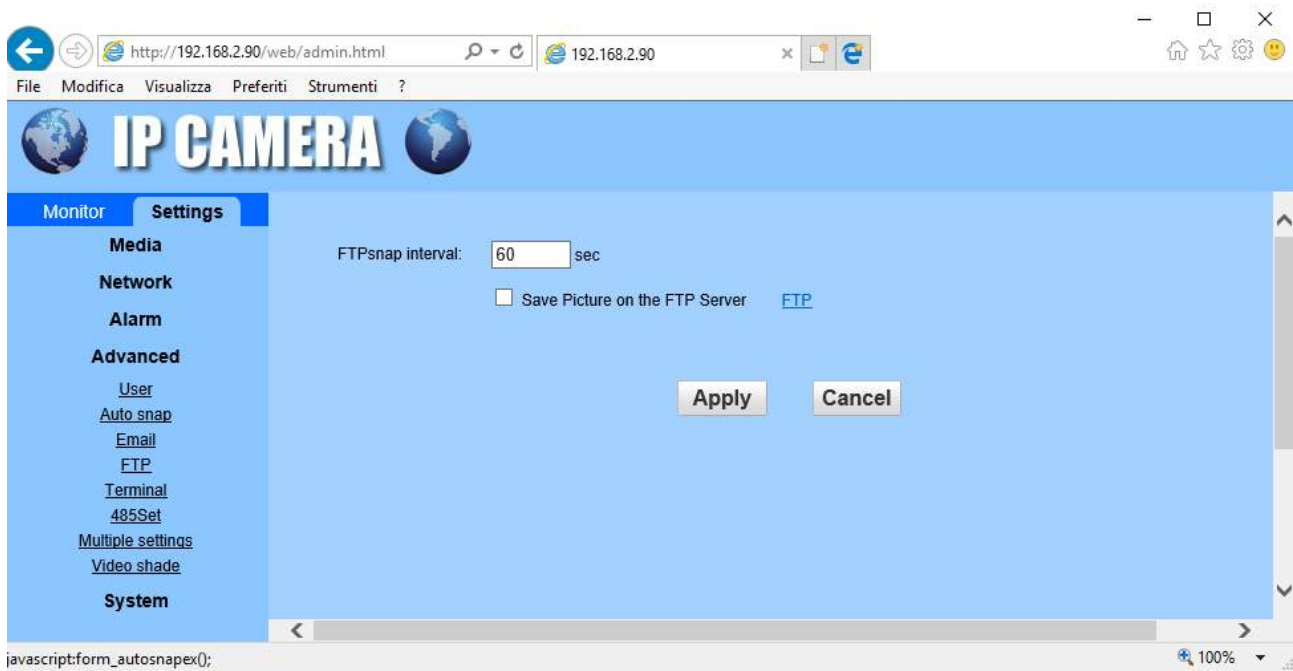 http://192.168.2.90/web/admin.html
192.168.2.90
File Modifica Visualizza Preferiti Strumenti ?
IP CAMERA
Monitor Settings
Media
Network
Alarm
Advanced
User
Auto snap
Email
FTP
Terminal
485Set
Multiple settings
Video shade
System
FTPsnap interval: 60 sec
Save Picture on the FTP Server FTP
Apply Cancel
javascript:form_autosnapex();
100%